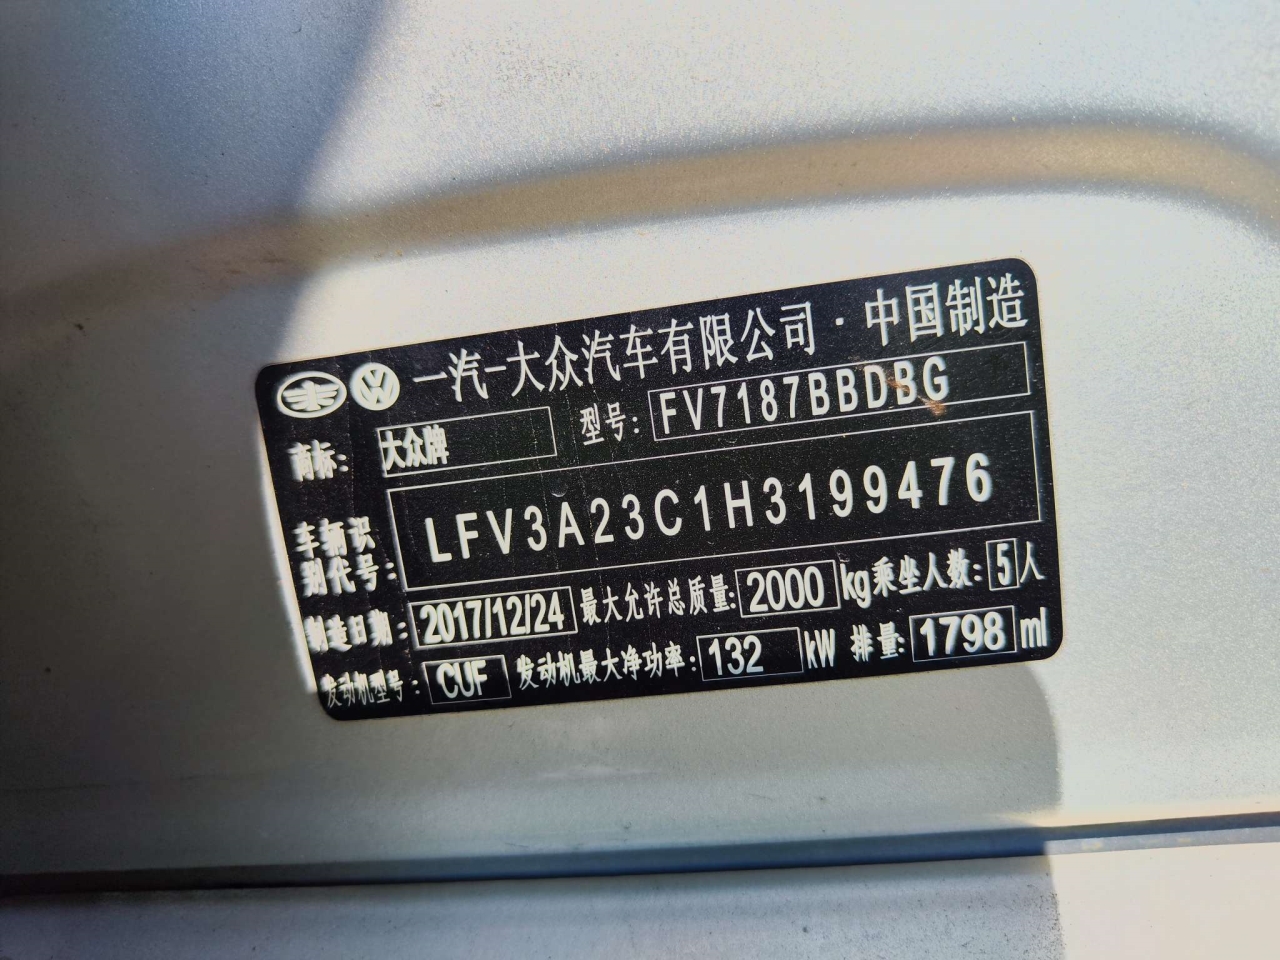 一汽-大众汽车有限公司·中国制造
商标: 大众牌 型号: FV7187BBDBG
车辆识别代号: LFV3A23C1H3199476
制造日期: 2017/12/24 最大允许总质量: 2000 kg 乘坐人数: 5 人
发动机型号: CUF 发动机最大净功率: 132 kW 排量: 1798 ml